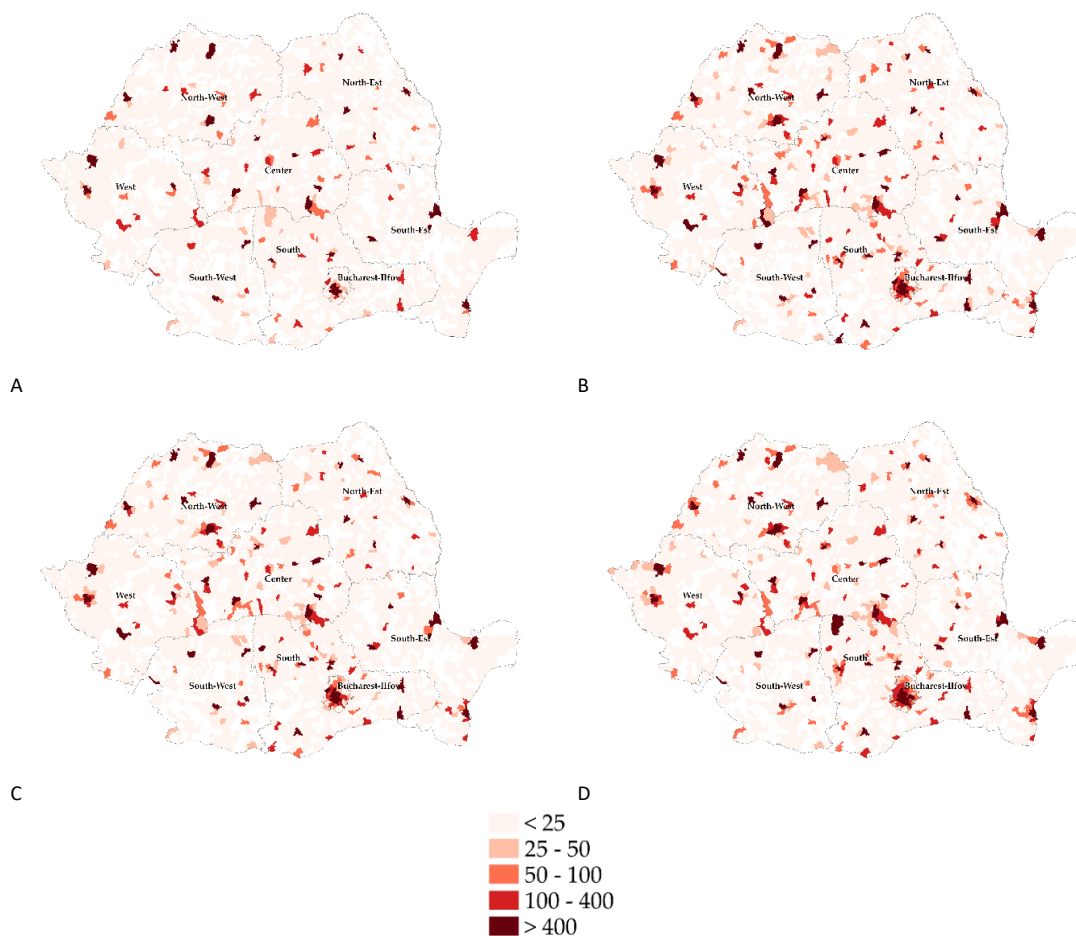 North-Est
North-West
Center
West
South-Est
South
South-West
Bucharest-Ilfov
North-Est
North-West
Center
West
South-Est
South
South-West
Bucharest-Ilfov
A
B
North-Est
North-West
Center
West
South-Est
South
South-West
Bucharest-Ilfov
North-Est
North-West
Center
West
South-Est
South
South-West
Bucharest-Ilfov
C
D
< 25
25 - 50
50 - 100
100 - 400
> 400